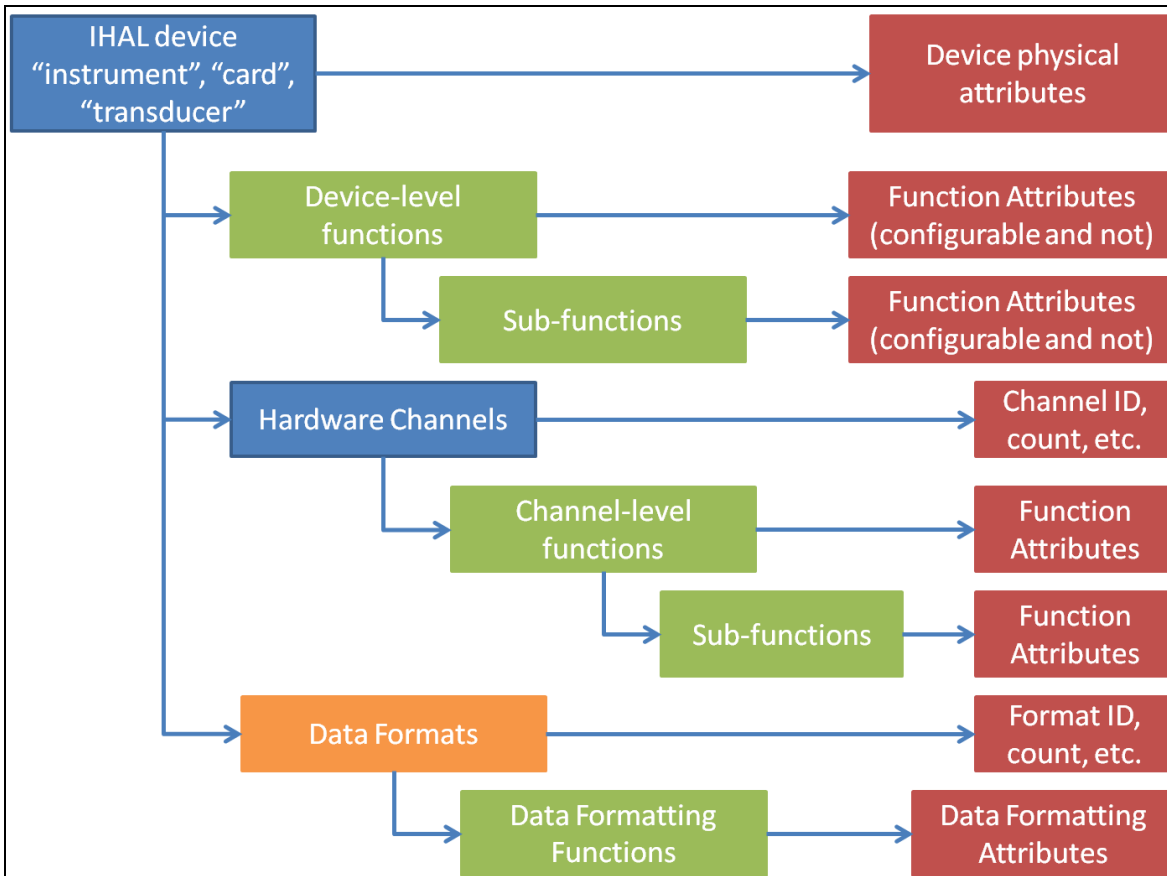 IHAL device
“instrument”, “card”,
“transducer”
Device physical
attributes
Device-level
functions
Function Attributes
(configurable and not)
Sub-functions
Function Attributes
(configurable and not)
Hardware Channels
Channel ID,
count, etc.
Channel-level
functions
Function
Attributes
Sub-functions
Function
Attributes
Data Formats
Format ID,
count, etc.
Data Formatting
Functions
Data Formatting
Attributes